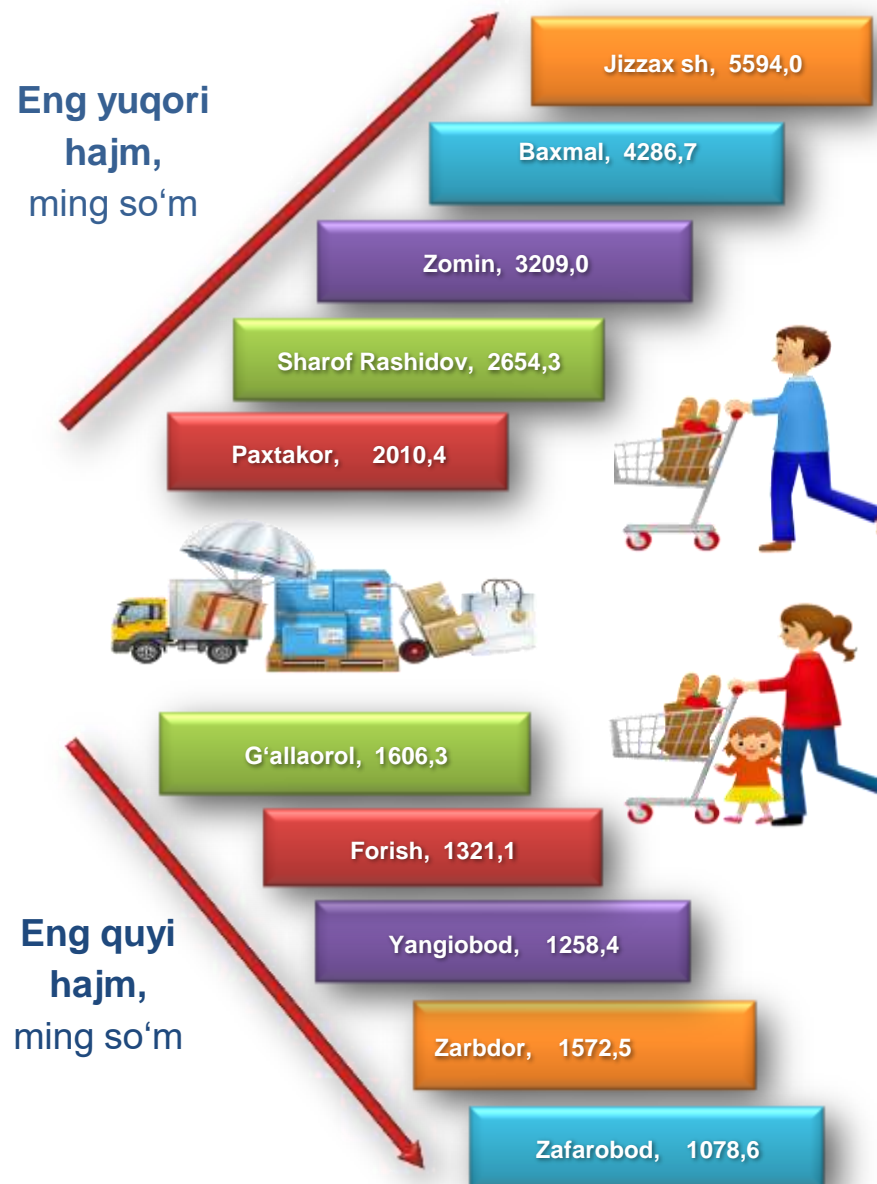 Eng yuqori
hajm,
ming so‘m
Jizzax sh, 5594,0
Baxmal, 4286,7
Zomin, 3209,0
Sharof Rashidov, 2654,3
Paxtakor, 2010,4
G‘allaorol, 1606,3
Forish, 1321,1
Yangiobod, 1258,4
Zarbdor, 1572,5
Zafarobod, 1078,6
Eng quyi
hajm,
ming so‘m